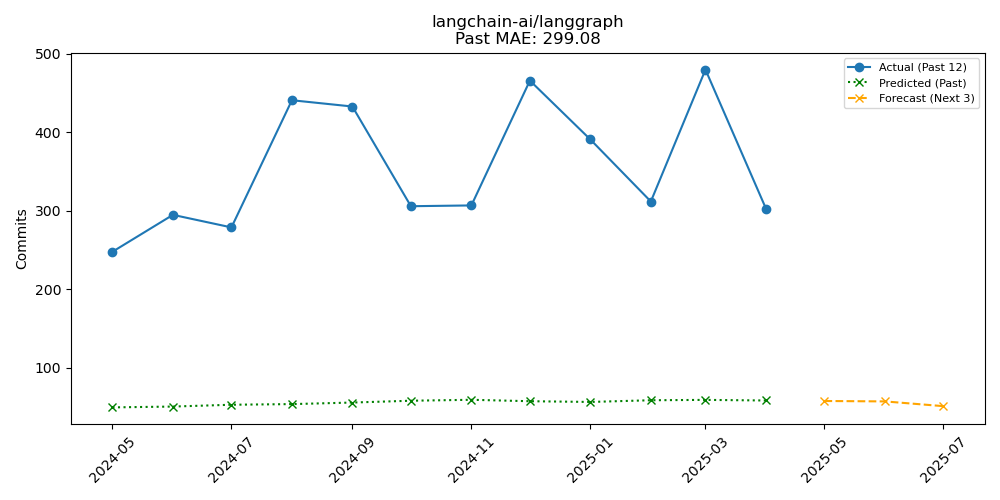 langchain-ai/langgraph
Past MAE: 299.08
Commits
500
400
300
200
100
Actual (Past 12)
Predicted (Past)
Forecast (Next 3)
2024-05
2024-07
2024-09
2024-11
2025-01
2025-03
2025-05
2025-07